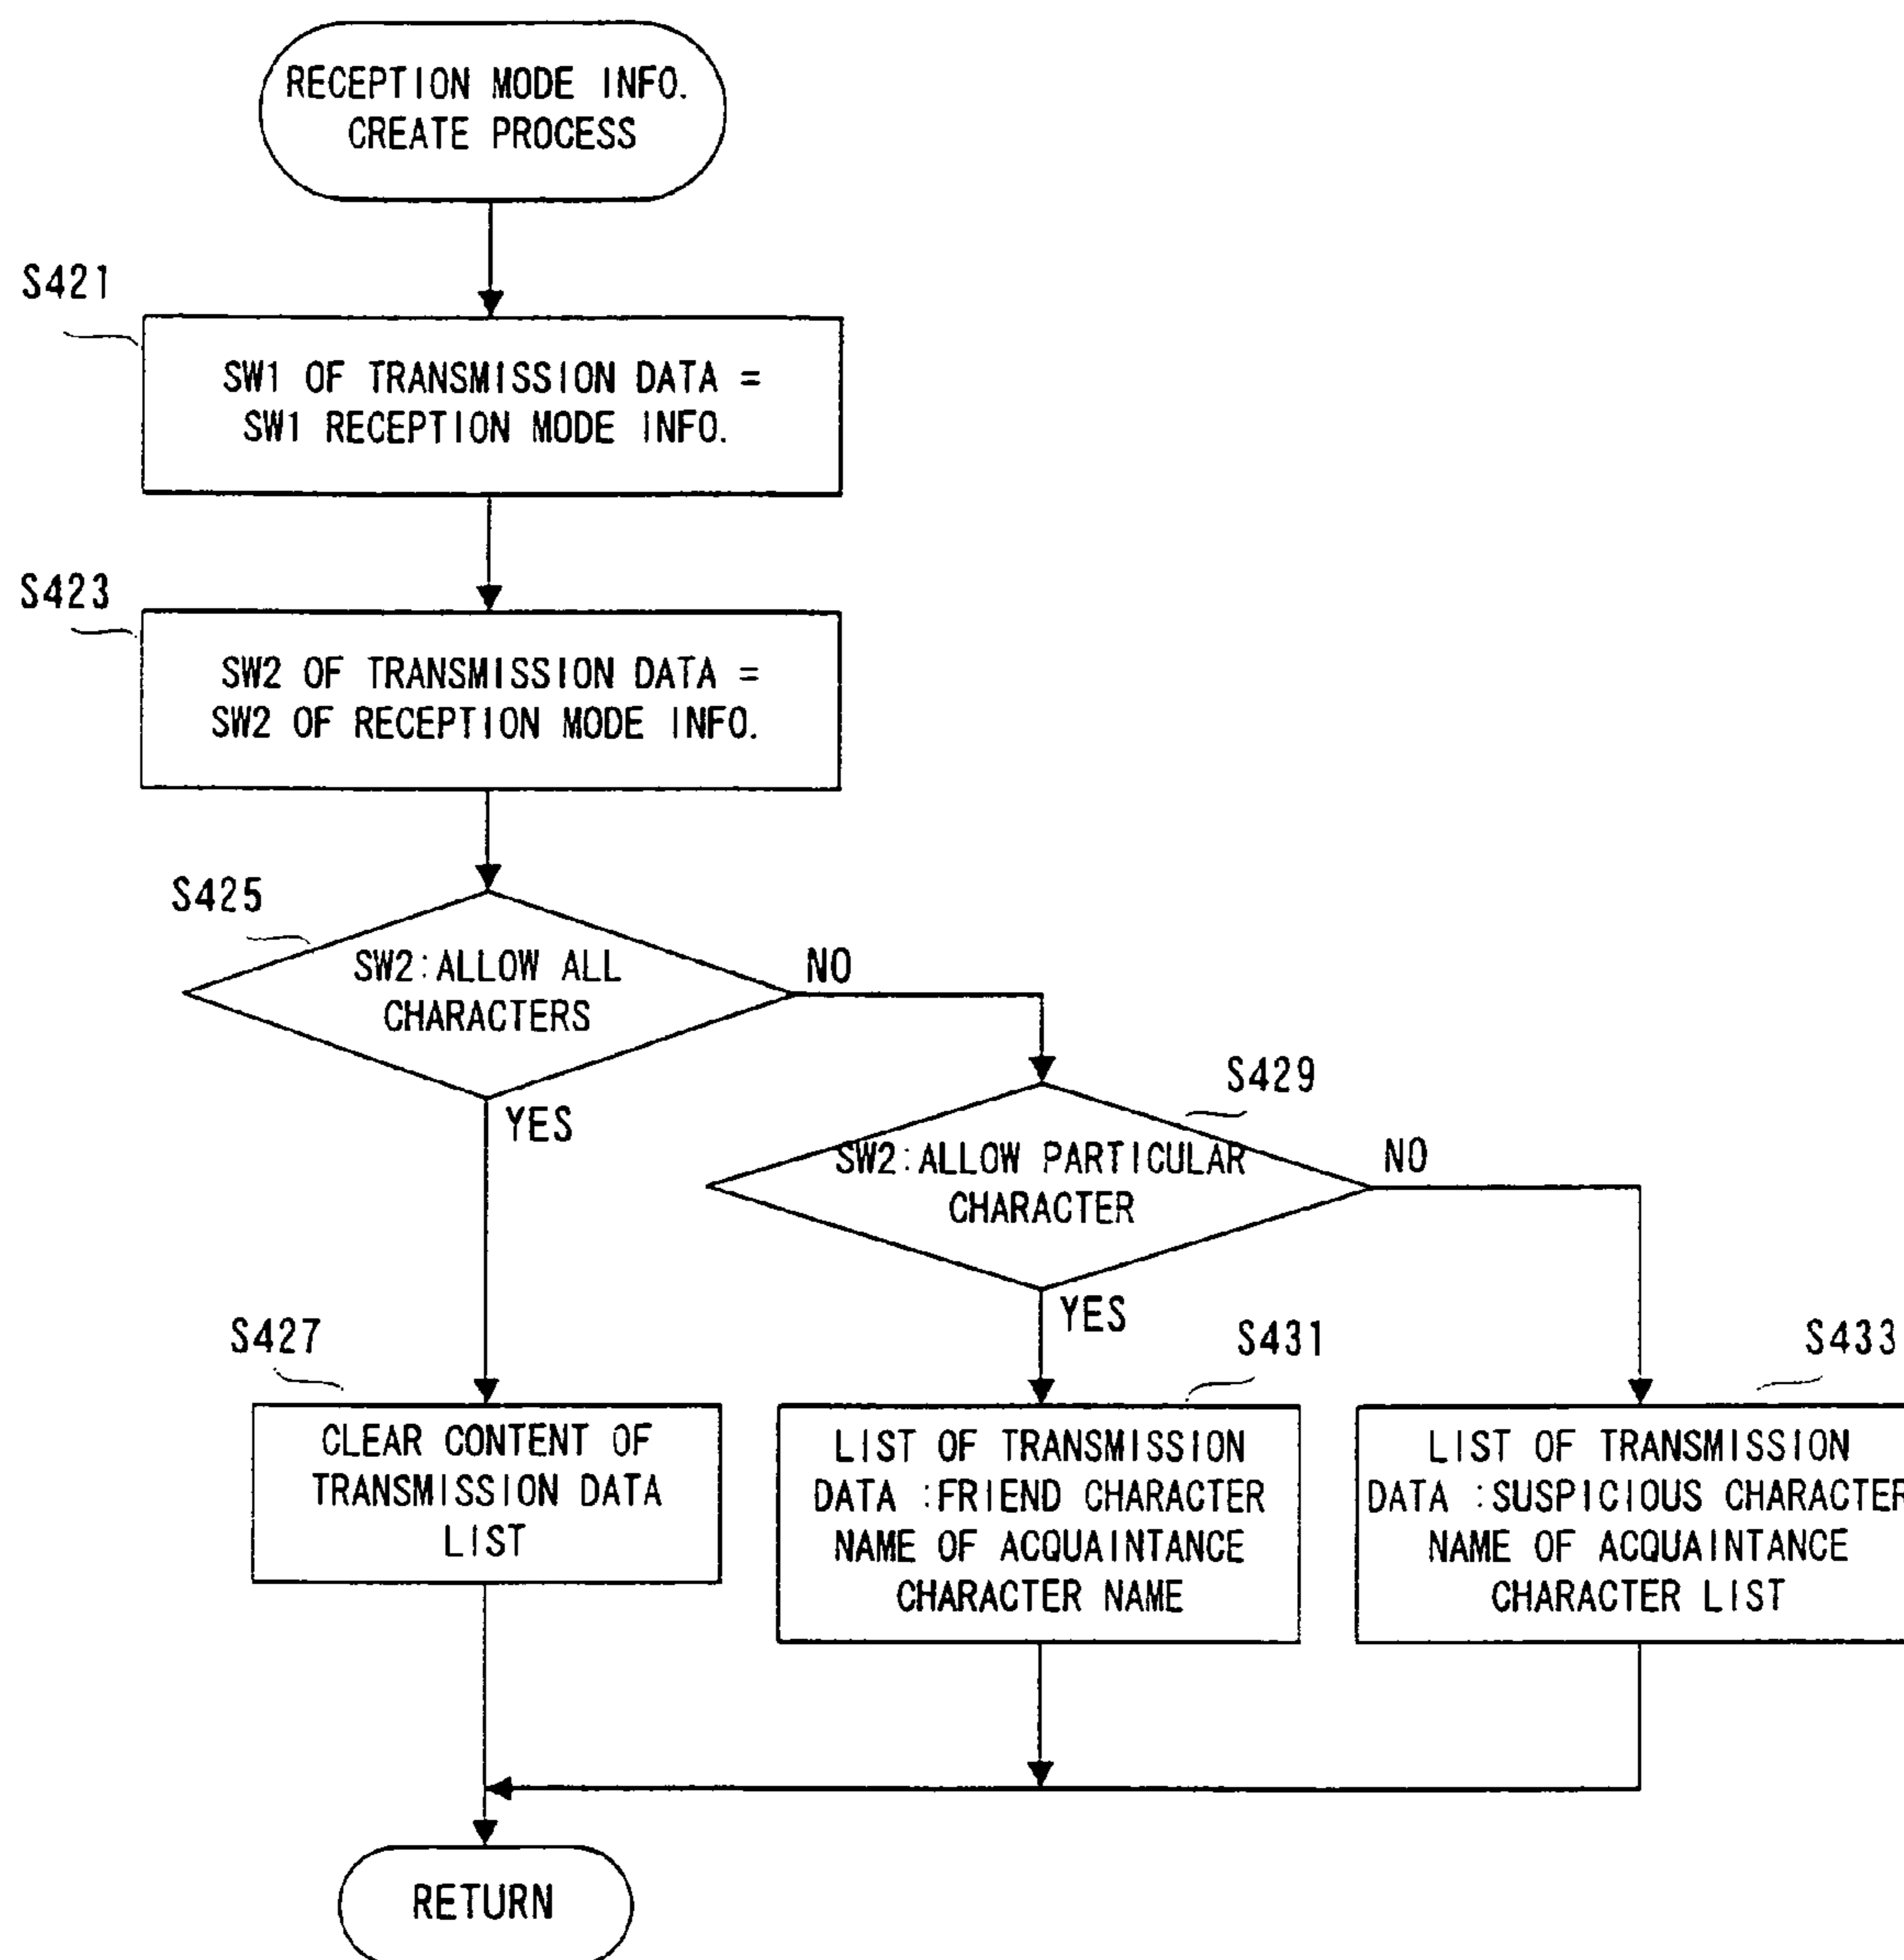 RECEPTION MODE INFO.
CREATE PROCESS
S421
SW1 OF TRANSMISSION DATA =
SW1 RECEPTION MODE INFO.
S423
SW2 OF TRANSMISSION DATA =
SW2 OF RECEPTION MODE INFO.
S425
SW2:ALLOW ALL
CHARACTERS
NO
YES
S429
SW2:ALLOW PARTICULAR
CHARACTER
NO
YES
S427
CLEAR CONTENT OF
TRANSMISSION DATA
LIST
S431
LIST OF TRANSMISSION
DATA :FRIEND CHARACTER
NAME OF ACQUAINTANCE
CHARACTER NAME
S433
LIST OF TRANSMISSION
DATA :SUSPICIOUS CHARACTER
NAME OF ACQUAINTANCE
CHARACTER LIST
RETURN